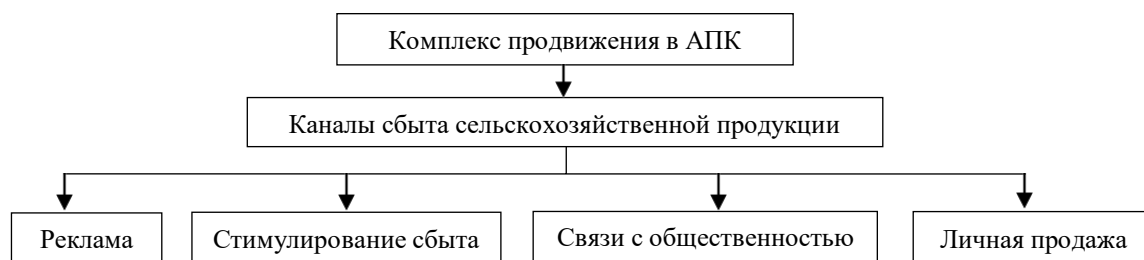 Комплекс продвижения в АПК
Каналы сбыта сельскохозяйственной продукции
Реклама
Стимулирование сбыта
Связи с общественностью
Личная продажа